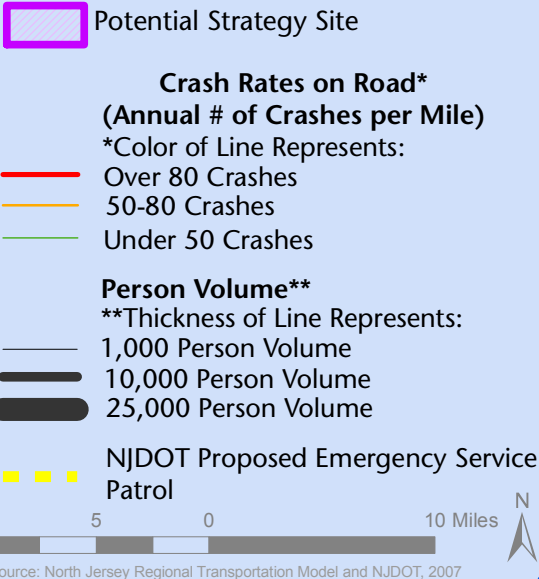 Potential Strategy Site
Crash Rates on Road*
(Annual # of Crashes per Mile)
*Color of Line Represents:
Over 80 Crashes
50-80 Crashes
Under 50 Crashes
Person Volume**
**Thickness of Line Represents:
1,000 Person Volume
10,000 Person Volume
25,000 Person Volume
NJDOT Proposed Emergency Service
Patrol
5 0 10 Miles
N
ource: North Jersey Regional Transportation Model and NJDOT, 2007